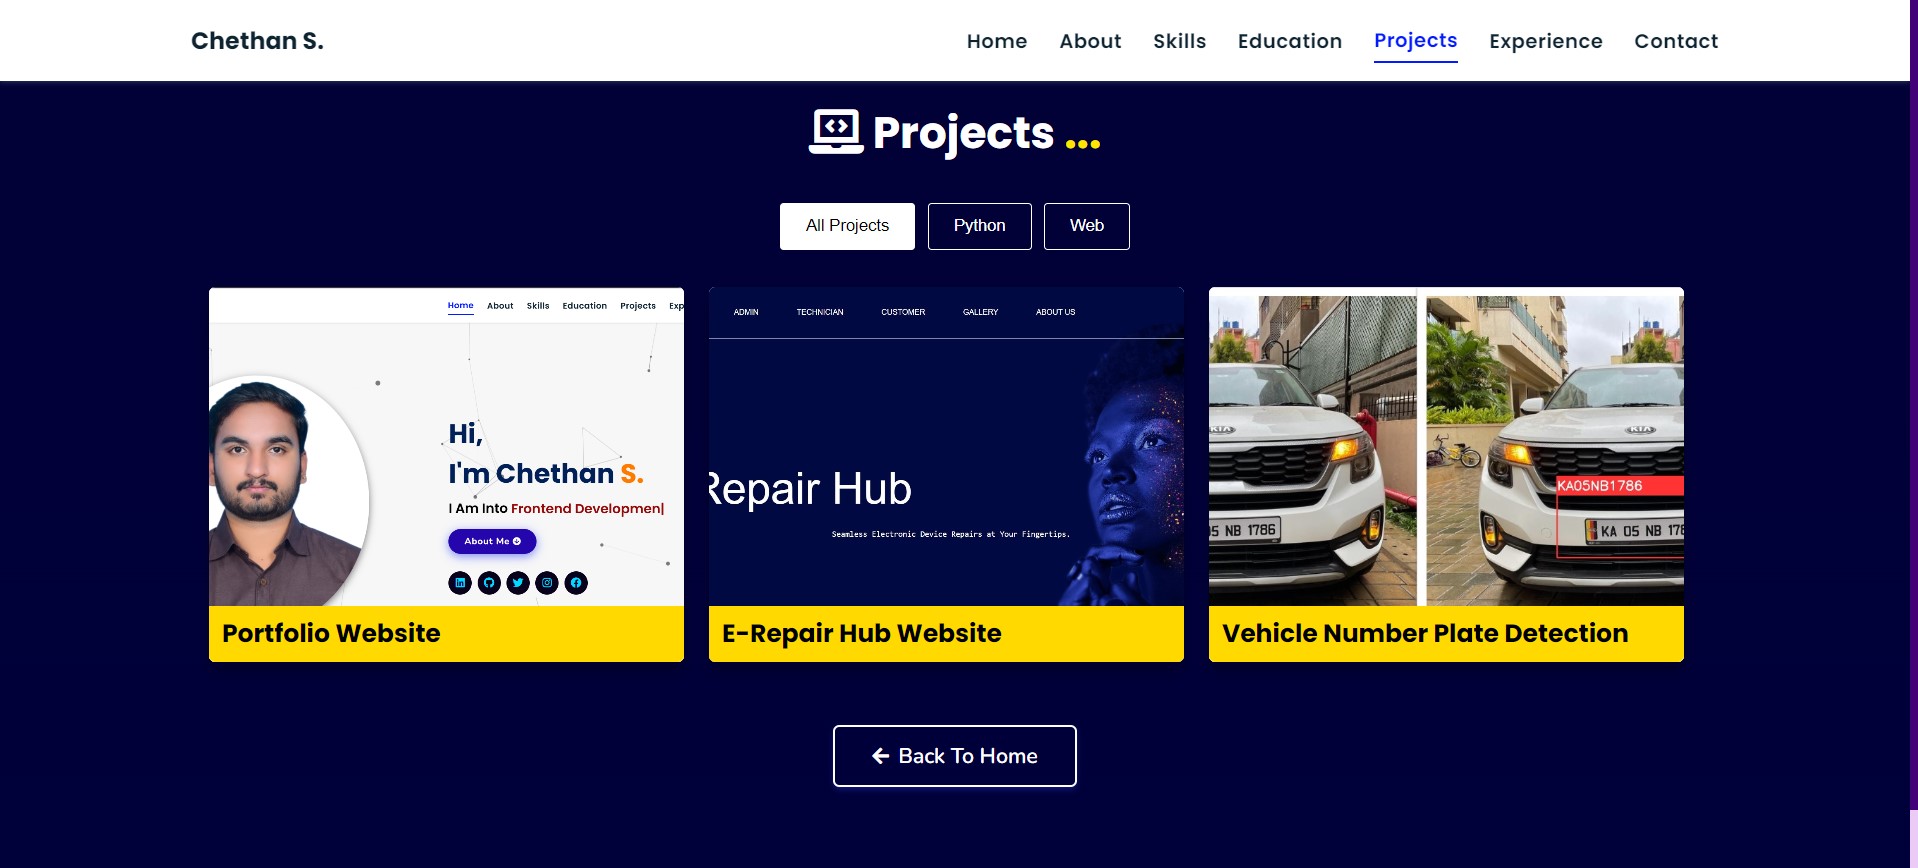 Chethan S.
Home About Skills Education Projects Experience Contact
Projects ...
All Projects Python Web
Home About Skills Education Projects Exp
Hi,
I'm Chethan S.
I Am Into Frontend Developmen|
About Me
Portfolio Website
ADMIN TECHNICIAN CUSTOMER GALLERY ABOUT US
Repair Hub
Seamless Electronic Device Repairs at Your Fingertips.
E-Repair Hub Website
KIA
KIA
KA05NB1786
05 NB 1786
KA 05 NB 178
Vehicle Number Plate Detection
Back To Home